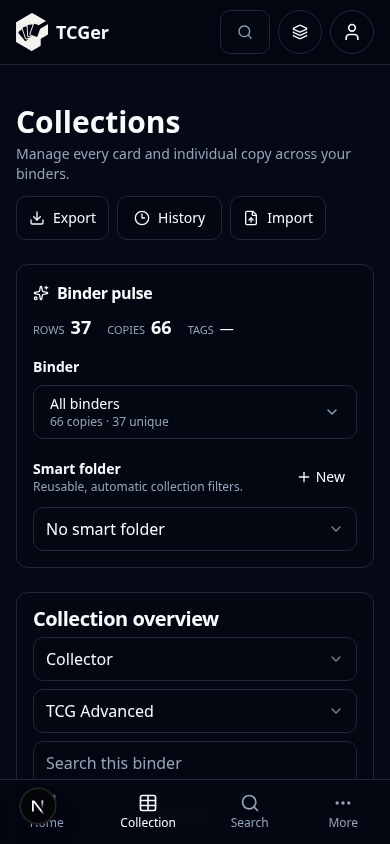 TCGer
Collections
Manage every card and individual copy across your
binders.
Export
History
Import
Binder pulse
ROWS 37 COPIES 66 TAGS —
Binder
All binders
66 copies · 37 unique
Smart folder
Reusable, automatic collection filters.
New
No smart folder
Collection overview
Collector
TCG Advanced
Search this binder
N
Collection
Search
More